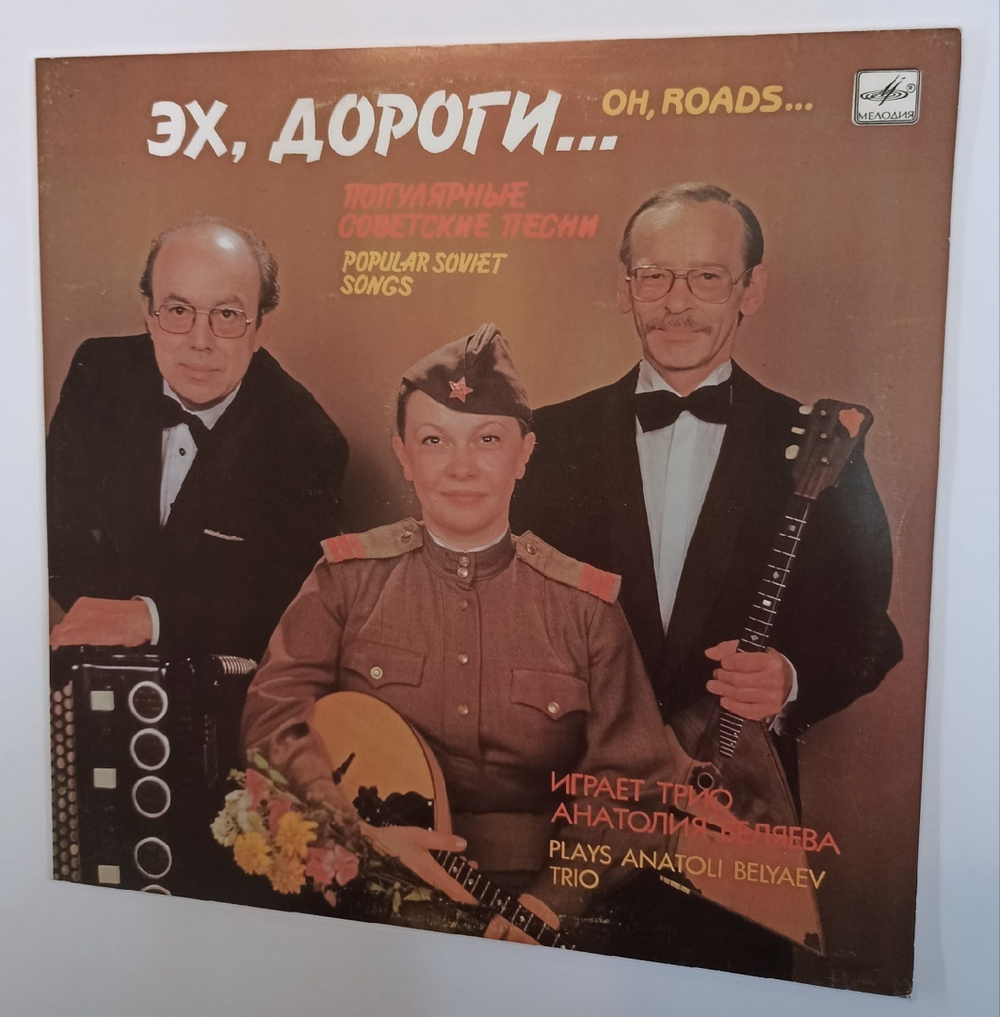 ЭХ, ДОРОГИ...
OH, ROADS...
МЕЛОДИЯ
ПОПУЛЯРНЫЕ
СОВЕТСКИЕ ПЕСНИ
POPULAR SOVIET
SONGS
ИГРАЕТ ТРИО
АНАТОЛИЯ БЕЛЯЕВА
PLAYS ANATOLI BELYAEV
TRIO